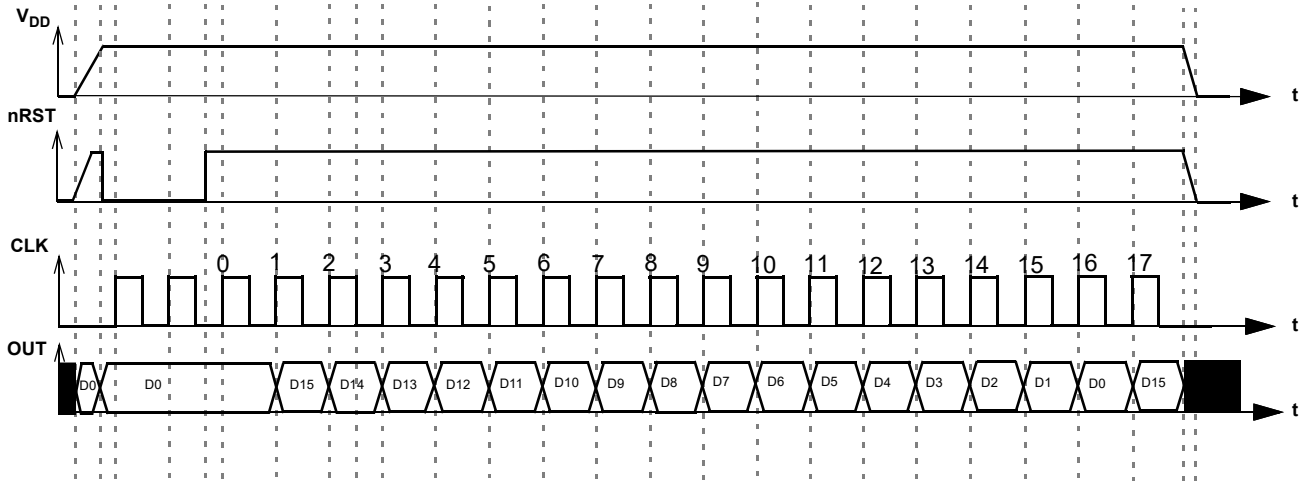 VDD
t
nRST
t
CLK
0 1 2 3 4 5 6 7 8 9 10 11 12 13 14 15 16 17
t
OUT
D0 D0 D15 D14 D13 D12 D11 D10 D9 D8 D7 D6 D5 D4 D3 D2 D1 D0 D15
t